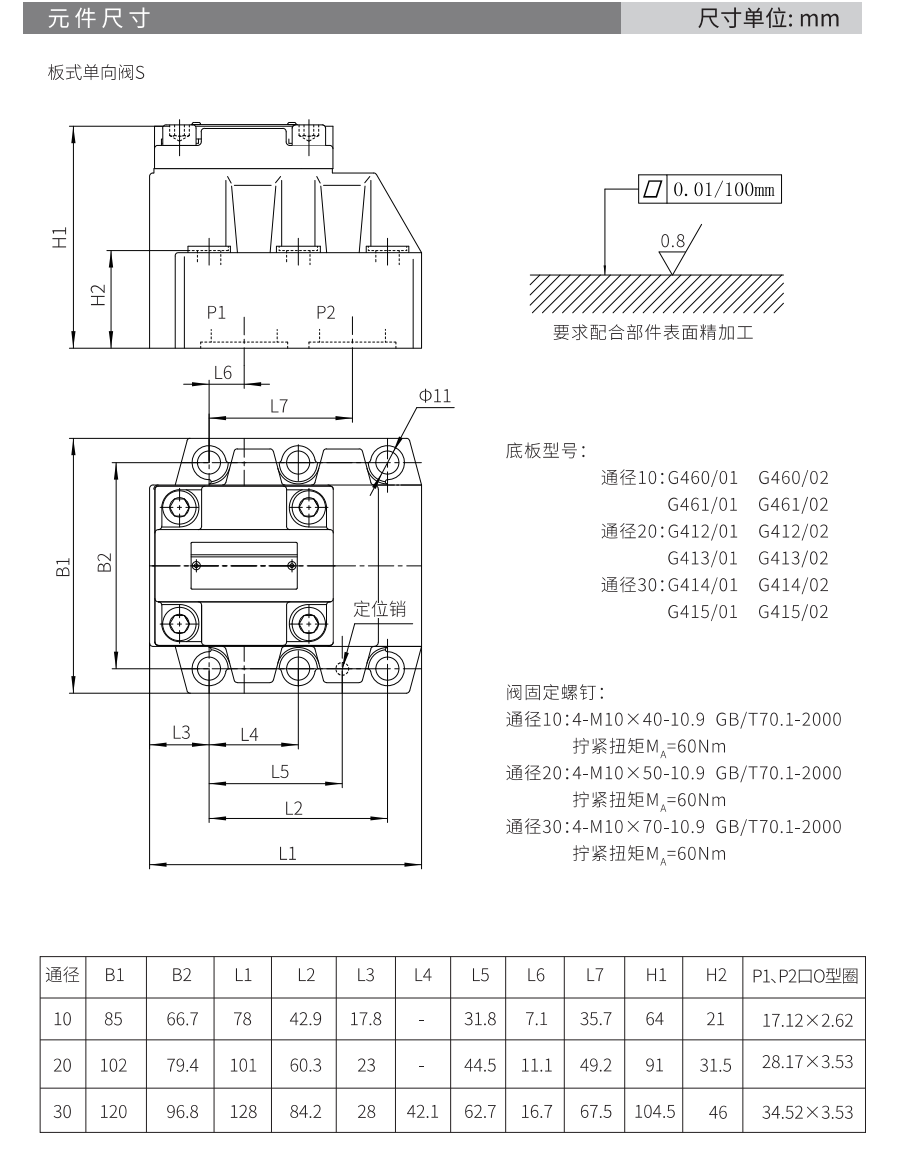 元件尺寸
尺寸单位: mm
板式单向阀S
H1
H2
P1
P2
L6
L7
Φ11
B1
B2
定位销
L3
L4
L5
L2
L1
0.01/100mm
0.8
要求配合部件表面精加工
底板型号:
通径10:G460/01 G460/02
G461/01 G461/02
通径20:G412/01 G412/02
G413/01 G413/02
通径30:G414/01 G414/02
G415/01 G415/02
阀固定螺钉:
通径10:4-M10×40-10.9 GB/T70.1-2000
拧紧扭矩MA=60Nm
通径20:4-M10×50-10.9 GB/T70.1-2000
拧紧扭矩MA=60Nm
通径30:4-M10×70-10.9 GB/T70.1-2000
拧紧扭矩MA=60Nm
通径 B1 B2 L1 L2 L3 L4 L5 L6 L7 H1 H2 P1、P2口O型圈
10 85 66.7 78 42.9 17.8 - 31.8 7.1 35.7 64 21 17.12×2.62
20 102 79.4 101 60.3 23 - 44.5 11.1 49.2 91 31.5 28.17×3.53
30 120 96.8 128 84.2 28 42.1 62.7 16.7 67.5 104.5 46 34.52×3.53